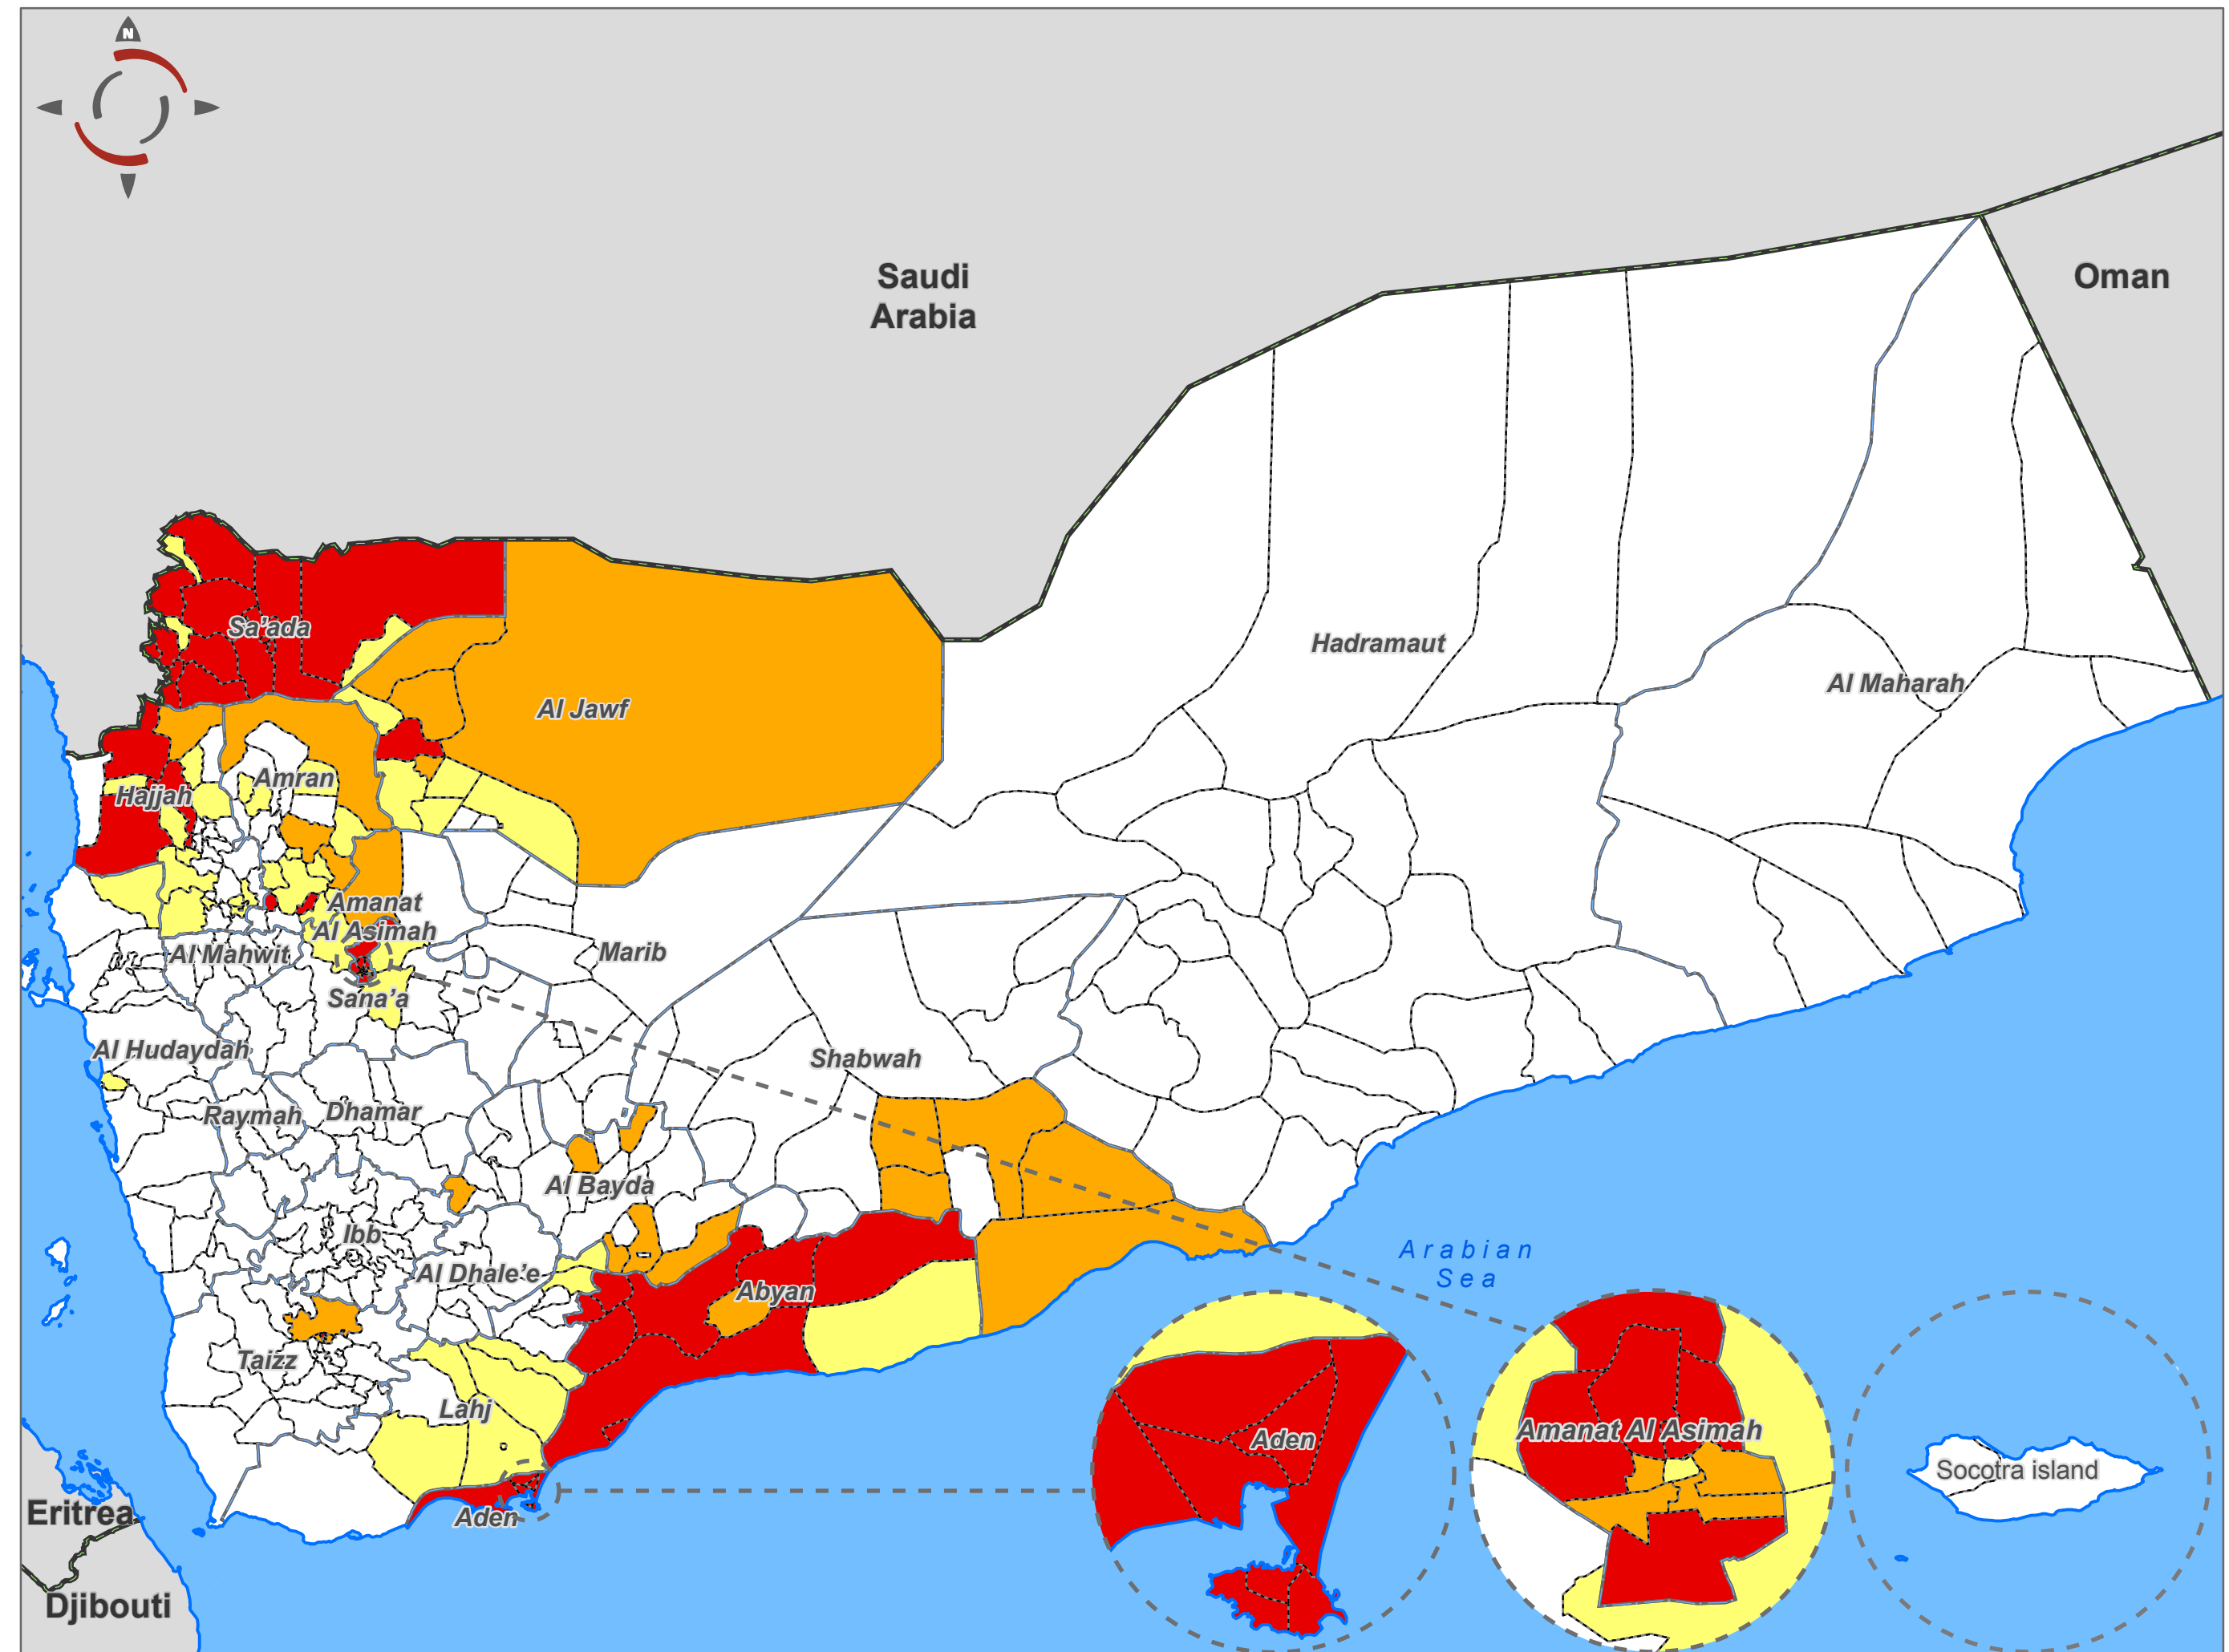 N
Saudi
Arabia
Oman
Sa'ada
Hadramaut
Al Maharah
Al Jawf
Amran
Hajjah
Amanat
Al Asimah
Al Mahwit
Marib
Sana'a
Al Hudaydah
Shabwah
Raymah
Dhamar
Al Bayda
Ibb
Al Dhale'e
Abyan
Arabian
Sea
Taizz
Lahj
Aden
Aden
Amanat Al Asimah
Socotra island
Eritrea
Djibouti